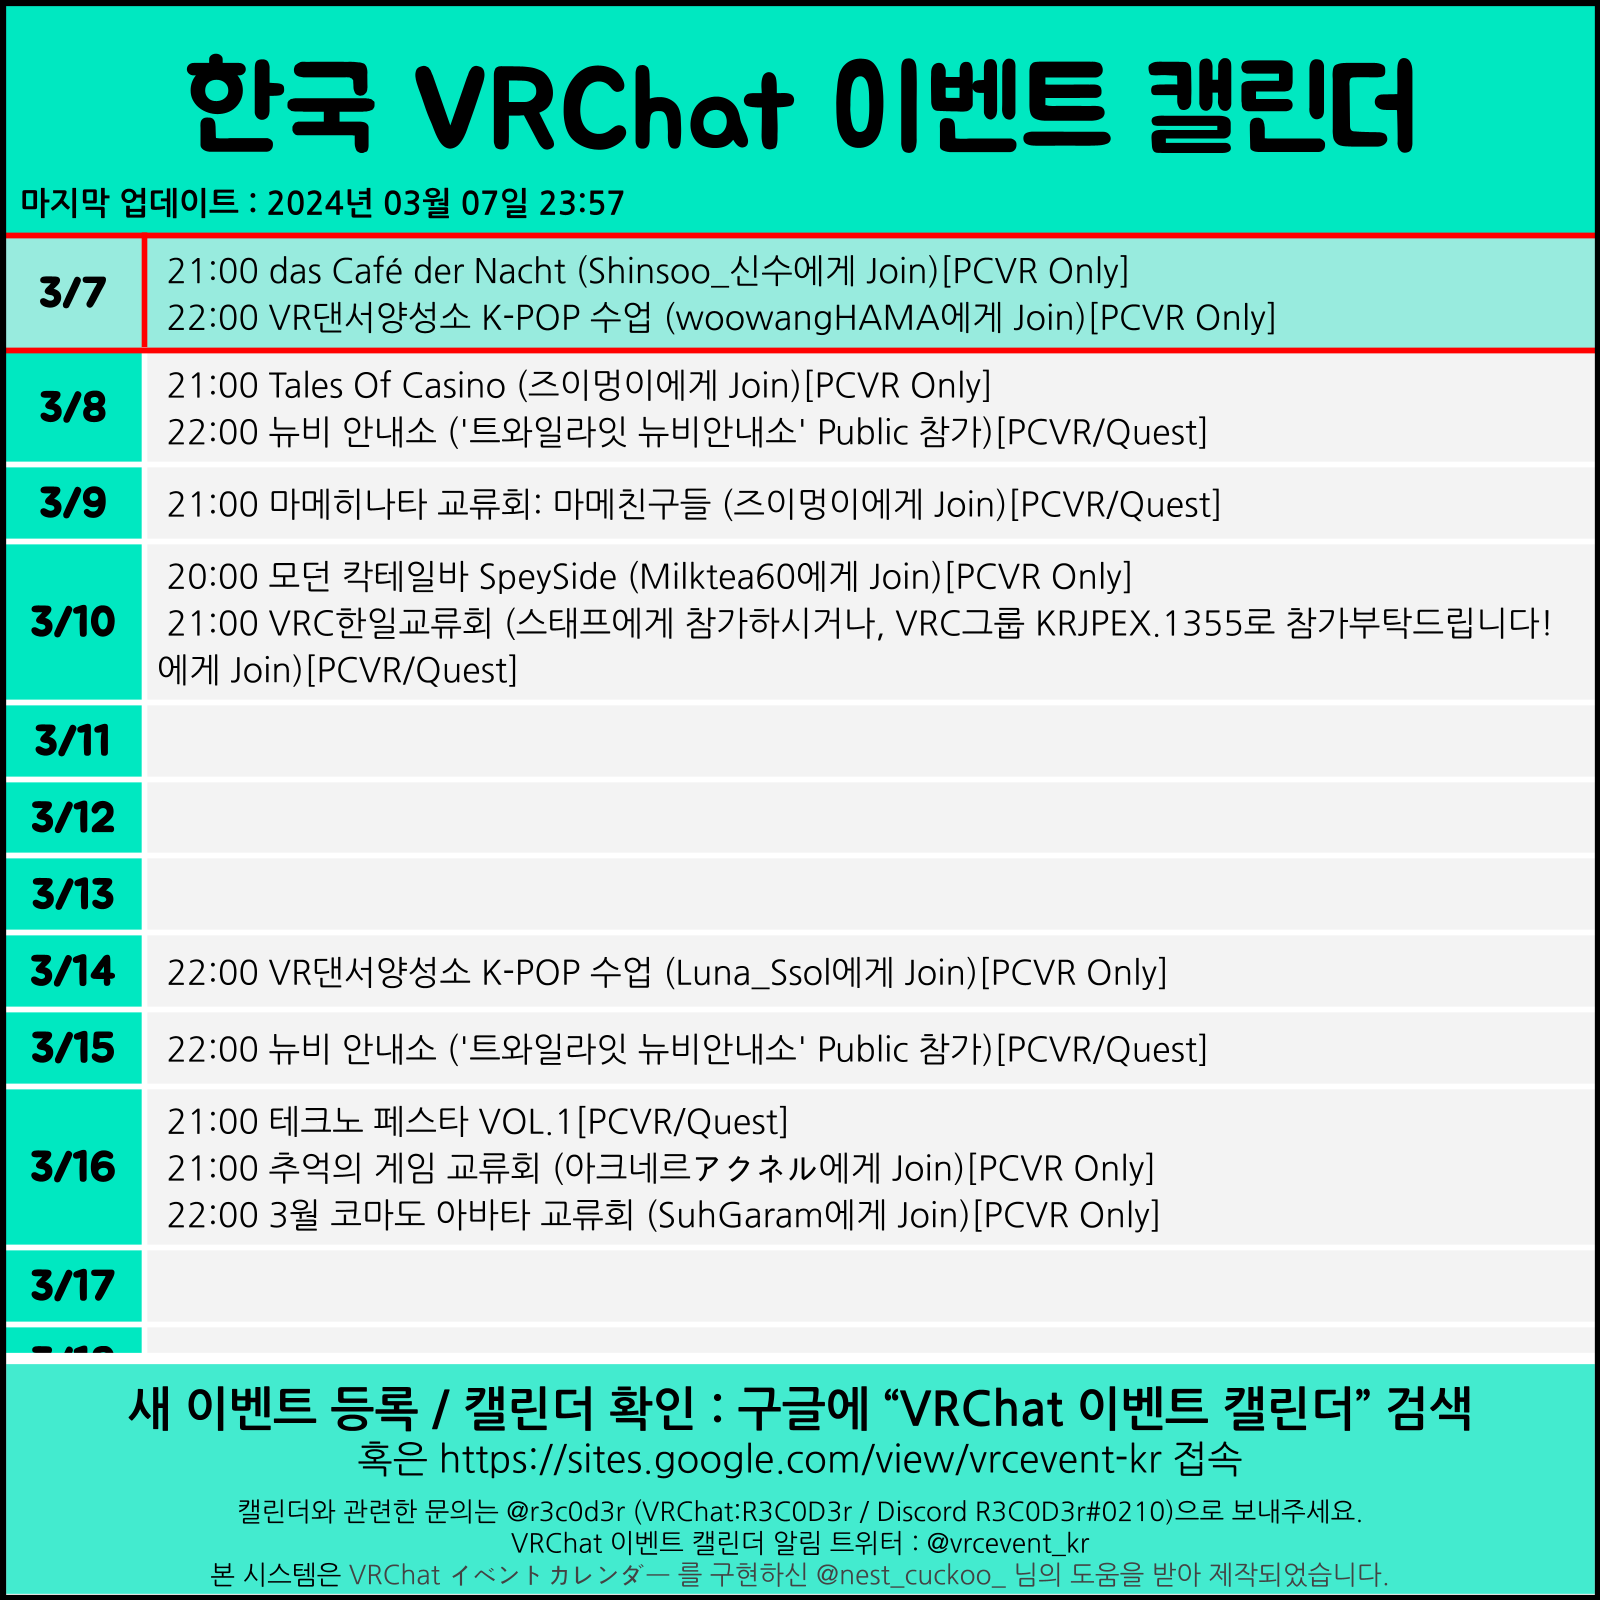 한국 VRChat 이벤트 캘린더
마지막 업데이트 : 2024년 03월 07일 23:57
3/7
21:00 das Café der Nacht (Shinsoo_신수에게 Join)[PCVR Only]
22:00 VR댄서양성소 K-POP 수업 (woowangHAMA에게 Join)[PCVR Only]
3/8
21:00 Tales Of Casino (즈이멍이에게 Join)[PCVR Only]
22:00 뉴비 안내소 ('트와일라잇 뉴비안내소' Public 참가)[PCVR/Quest]
3/9
21:00 마메히나타 교류회: 마메친구들 (즈이멍이에게 Join)[PCVR/Quest]
3/10
20:00 모던 칵테일바 SpeySide (Milktea60에게 Join)[PCVR Only]
21:00 VRC한일교류회 (스태프에게 참가하시거나, VRC그룹 KRJPEX.1355로 참가부탁드립니다!
에게 Join)[PCVR/Quest]
3/11
3/12
3/13
3/14
22:00 VR댄서양성소 K-POP 수업 (Luna_Ssol에게 Join)[PCVR Only]
3/15
22:00 뉴비 안내소 ('트와일라잇 뉴비안내소' Public 참가)[PCVR/Quest]
3/16
21:00 테크노 페스타 VOL.1[PCVR/Quest]
21:00 추억의 게임 교류회 (아크네르アクネル에게 Join)[PCVR Only]
22:00 3월 코마도 아바타 교류회 (SuhGaram에게 Join)[PCVR Only]
3/17
새 이벤트 등록 / 캘린더 확인 : 구글에 “VRChat 이벤트 캘린더” 검색
혹은 https://sites.google.com/view/vrcevent-kr 접속
캘린더와 관련한 문의는 @r3c0d3r (VRChat:R3C0D3r / Discord R3C0D3r#0210)으로 보내주세요.
VRChat 이벤트 캘린더 알림 트위터 : @vrcevent_kr
본 시스템은 VRChat イベントカレンダー 를 구현하신 @nest_cuckoo_ 님의 도움을 받아 제작되었습니다.